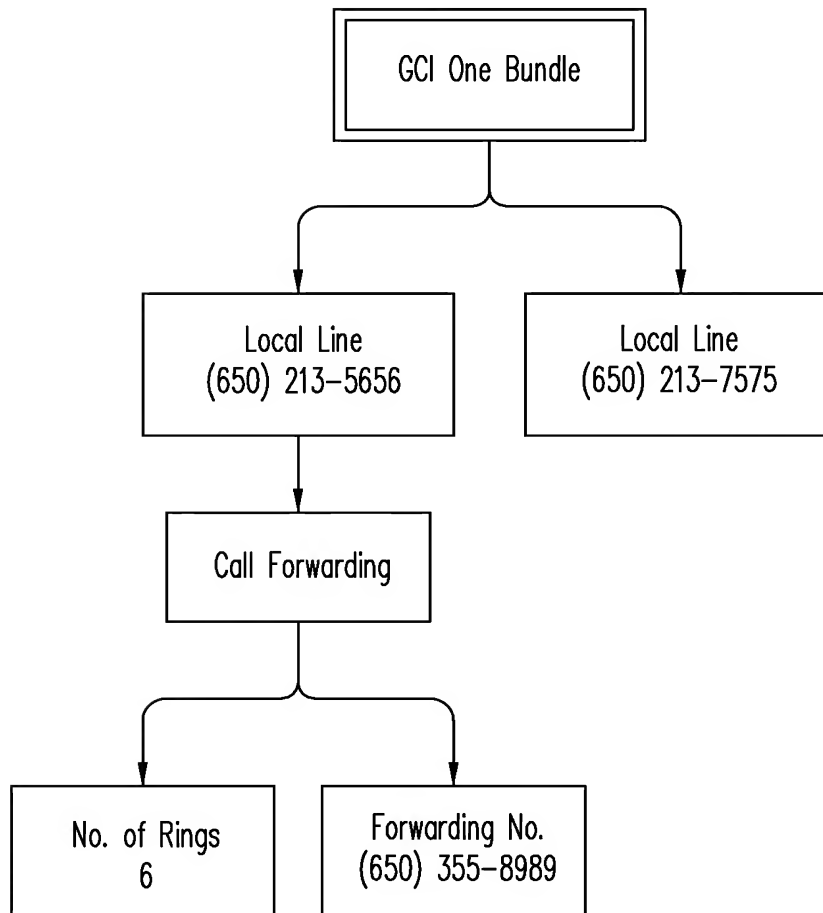 GCI One Bundle
Local Line
(650) 213-5656
Local Line
(650) 213-7575
Call Forwarding
No. of Rings
6
Forwarding No.
(650) 355-8989